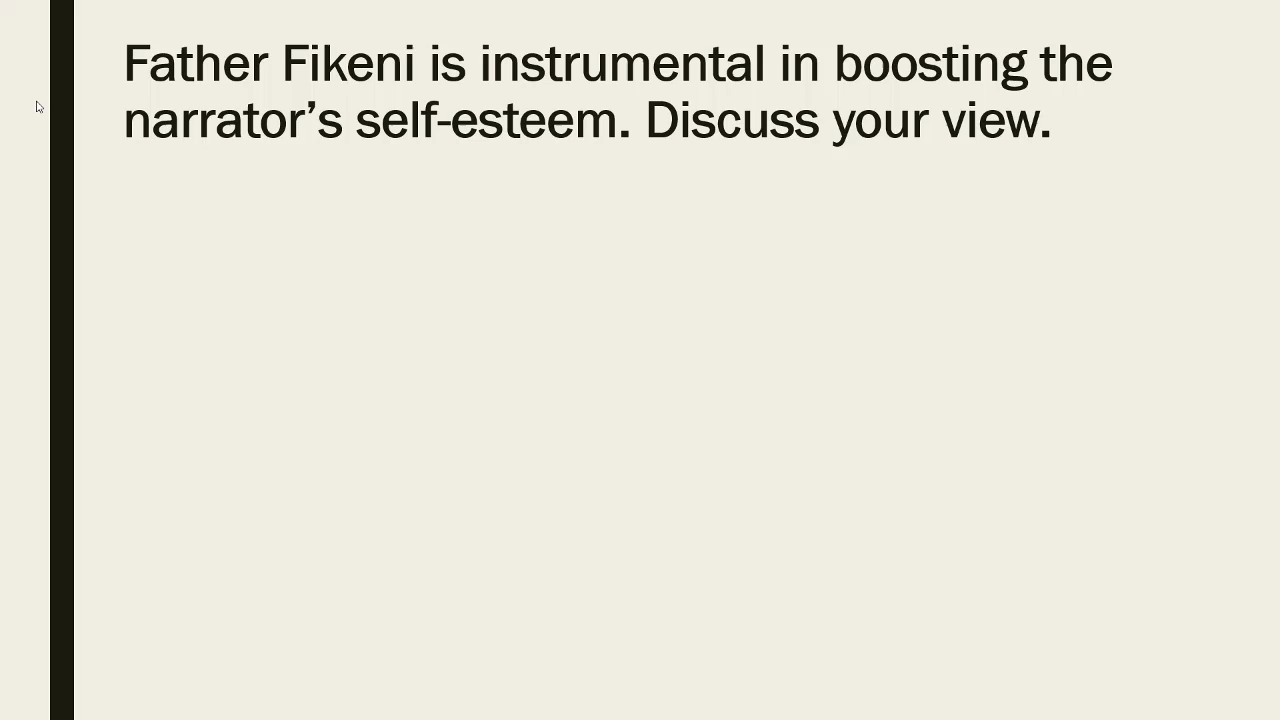 Father Fikeni is instrumental in boosting the
narrator’s self-esteem. Discuss your view.